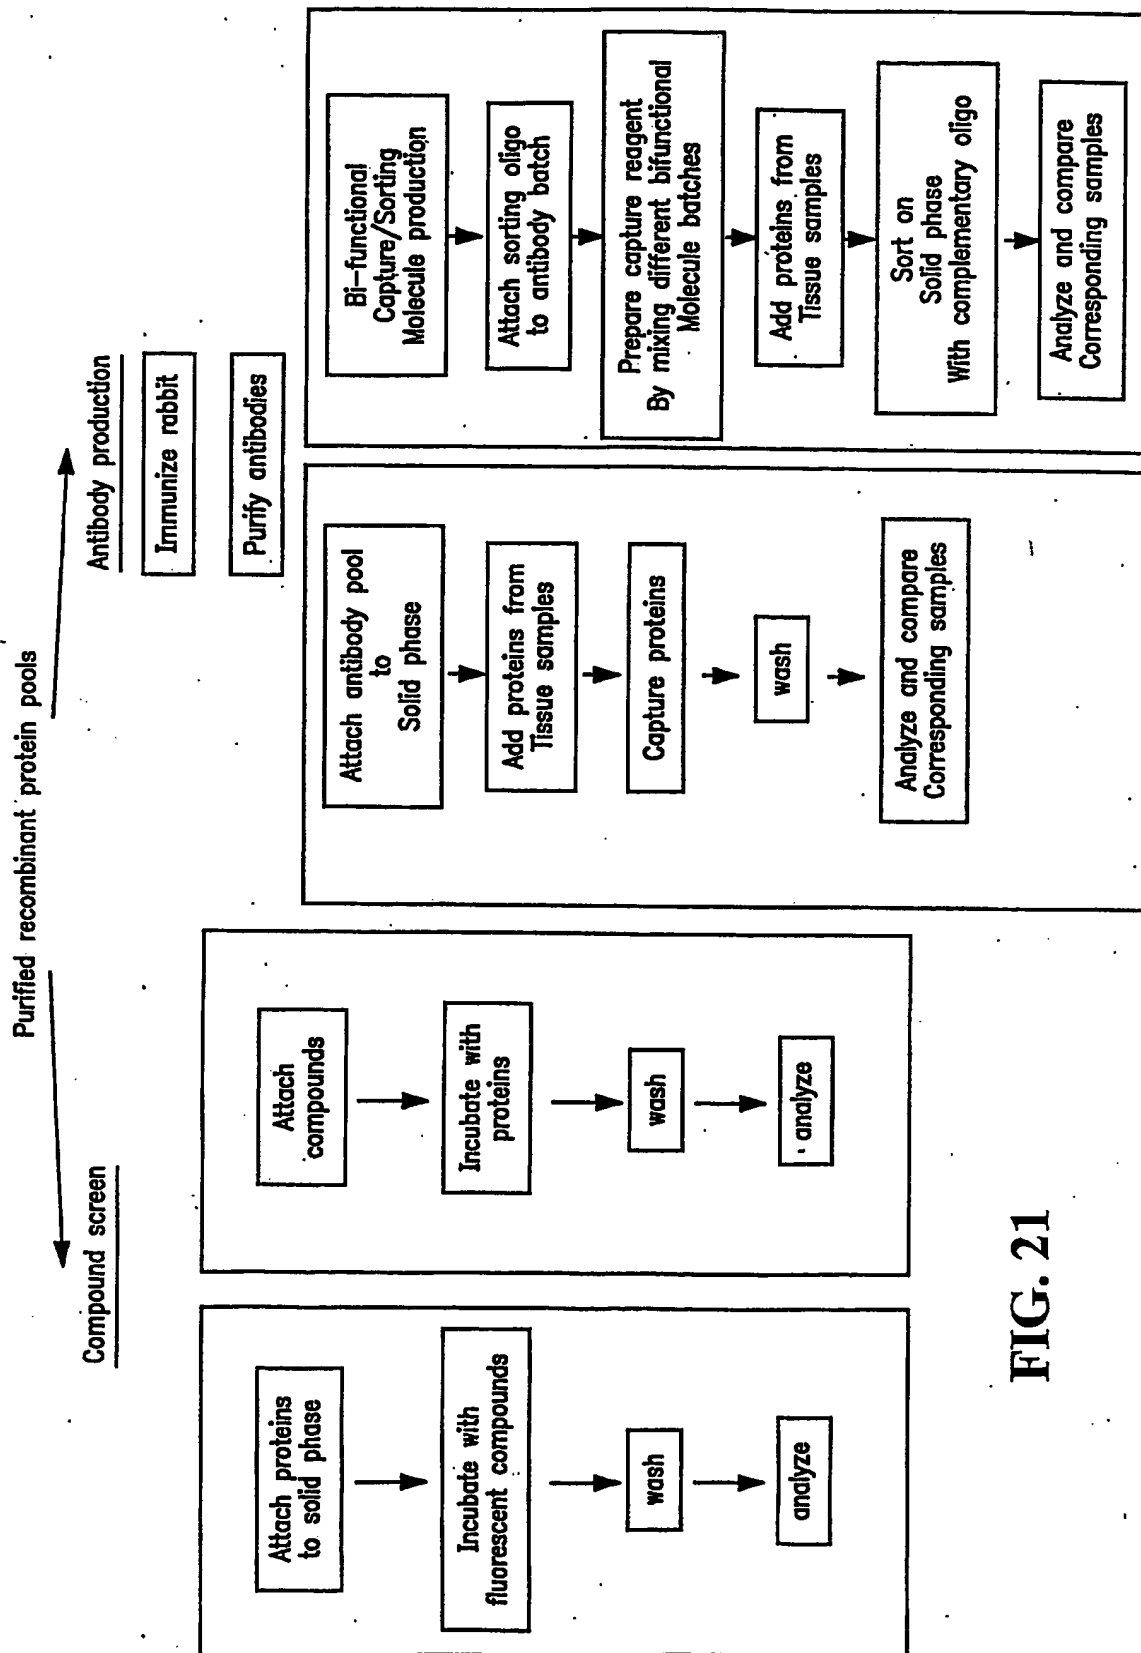 Purified recombinant protein pools
Compound screen
Attach proteins
to solid phase
Incubate with
fluorescent compounds
wash
analyze
Attach
compounds
Incubate with
proteins
wash
analyze
Antibody production
Immunize rabbit
Purify antibodies
Attach antibody pool
to
Solid phase
Add proteins from
Tissue samples
Capture proteins
wash
Analyze and compare
Corresponding samples
Bi-functional
Capture/Sorting
Molecule production
Attach sorting oligo
to antibody batch
Prepare capture reagent
By mixing different bifunctional
Molecule batches
Add proteins from
Tissue samples
Sort on
Solid phase
With complementary oligo
Analyze and compare
Corresponding samples
FIG. 21